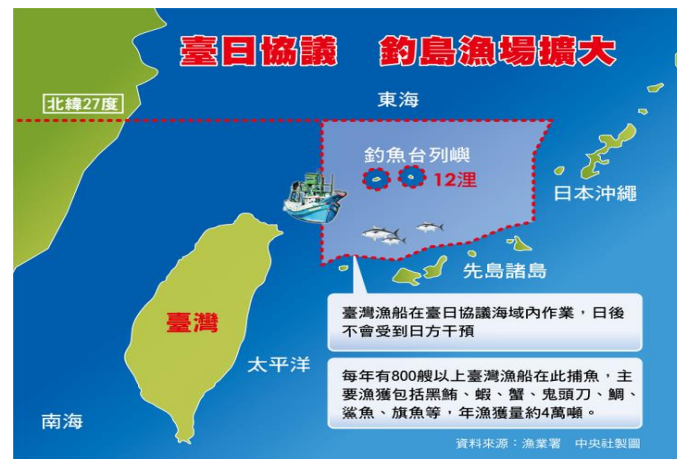 臺日協議 釣島漁場擴大
北緯27度
東海
釣魚台列嶼
12浬
日本沖繩
先島諸島
臺灣
太平洋
南海
臺灣漁船在臺日協議海域內作業，日後
不會受到日方干預
每年有800艘以上臺灣漁船在此捕魚，主
要漁獲包括黑鮪、蝦、蟹、鬼頭刀、鯛、
鯊魚、旗魚等，年漁獲量約4萬噸。
資料來源：漁業署 中央社製圖